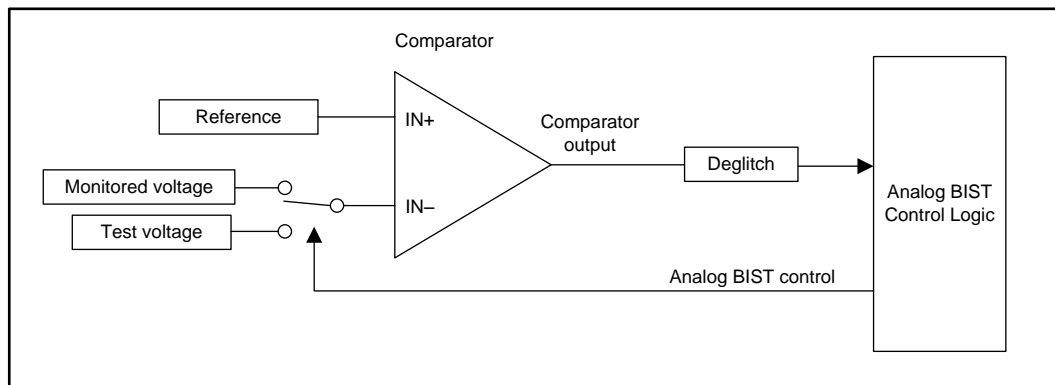 Comparator
Reference
IN+
Comparator
output
Deglitch
Monitored voltage
Test voltage
IN–
Analog BIST
Control Logic
Analog BIST control